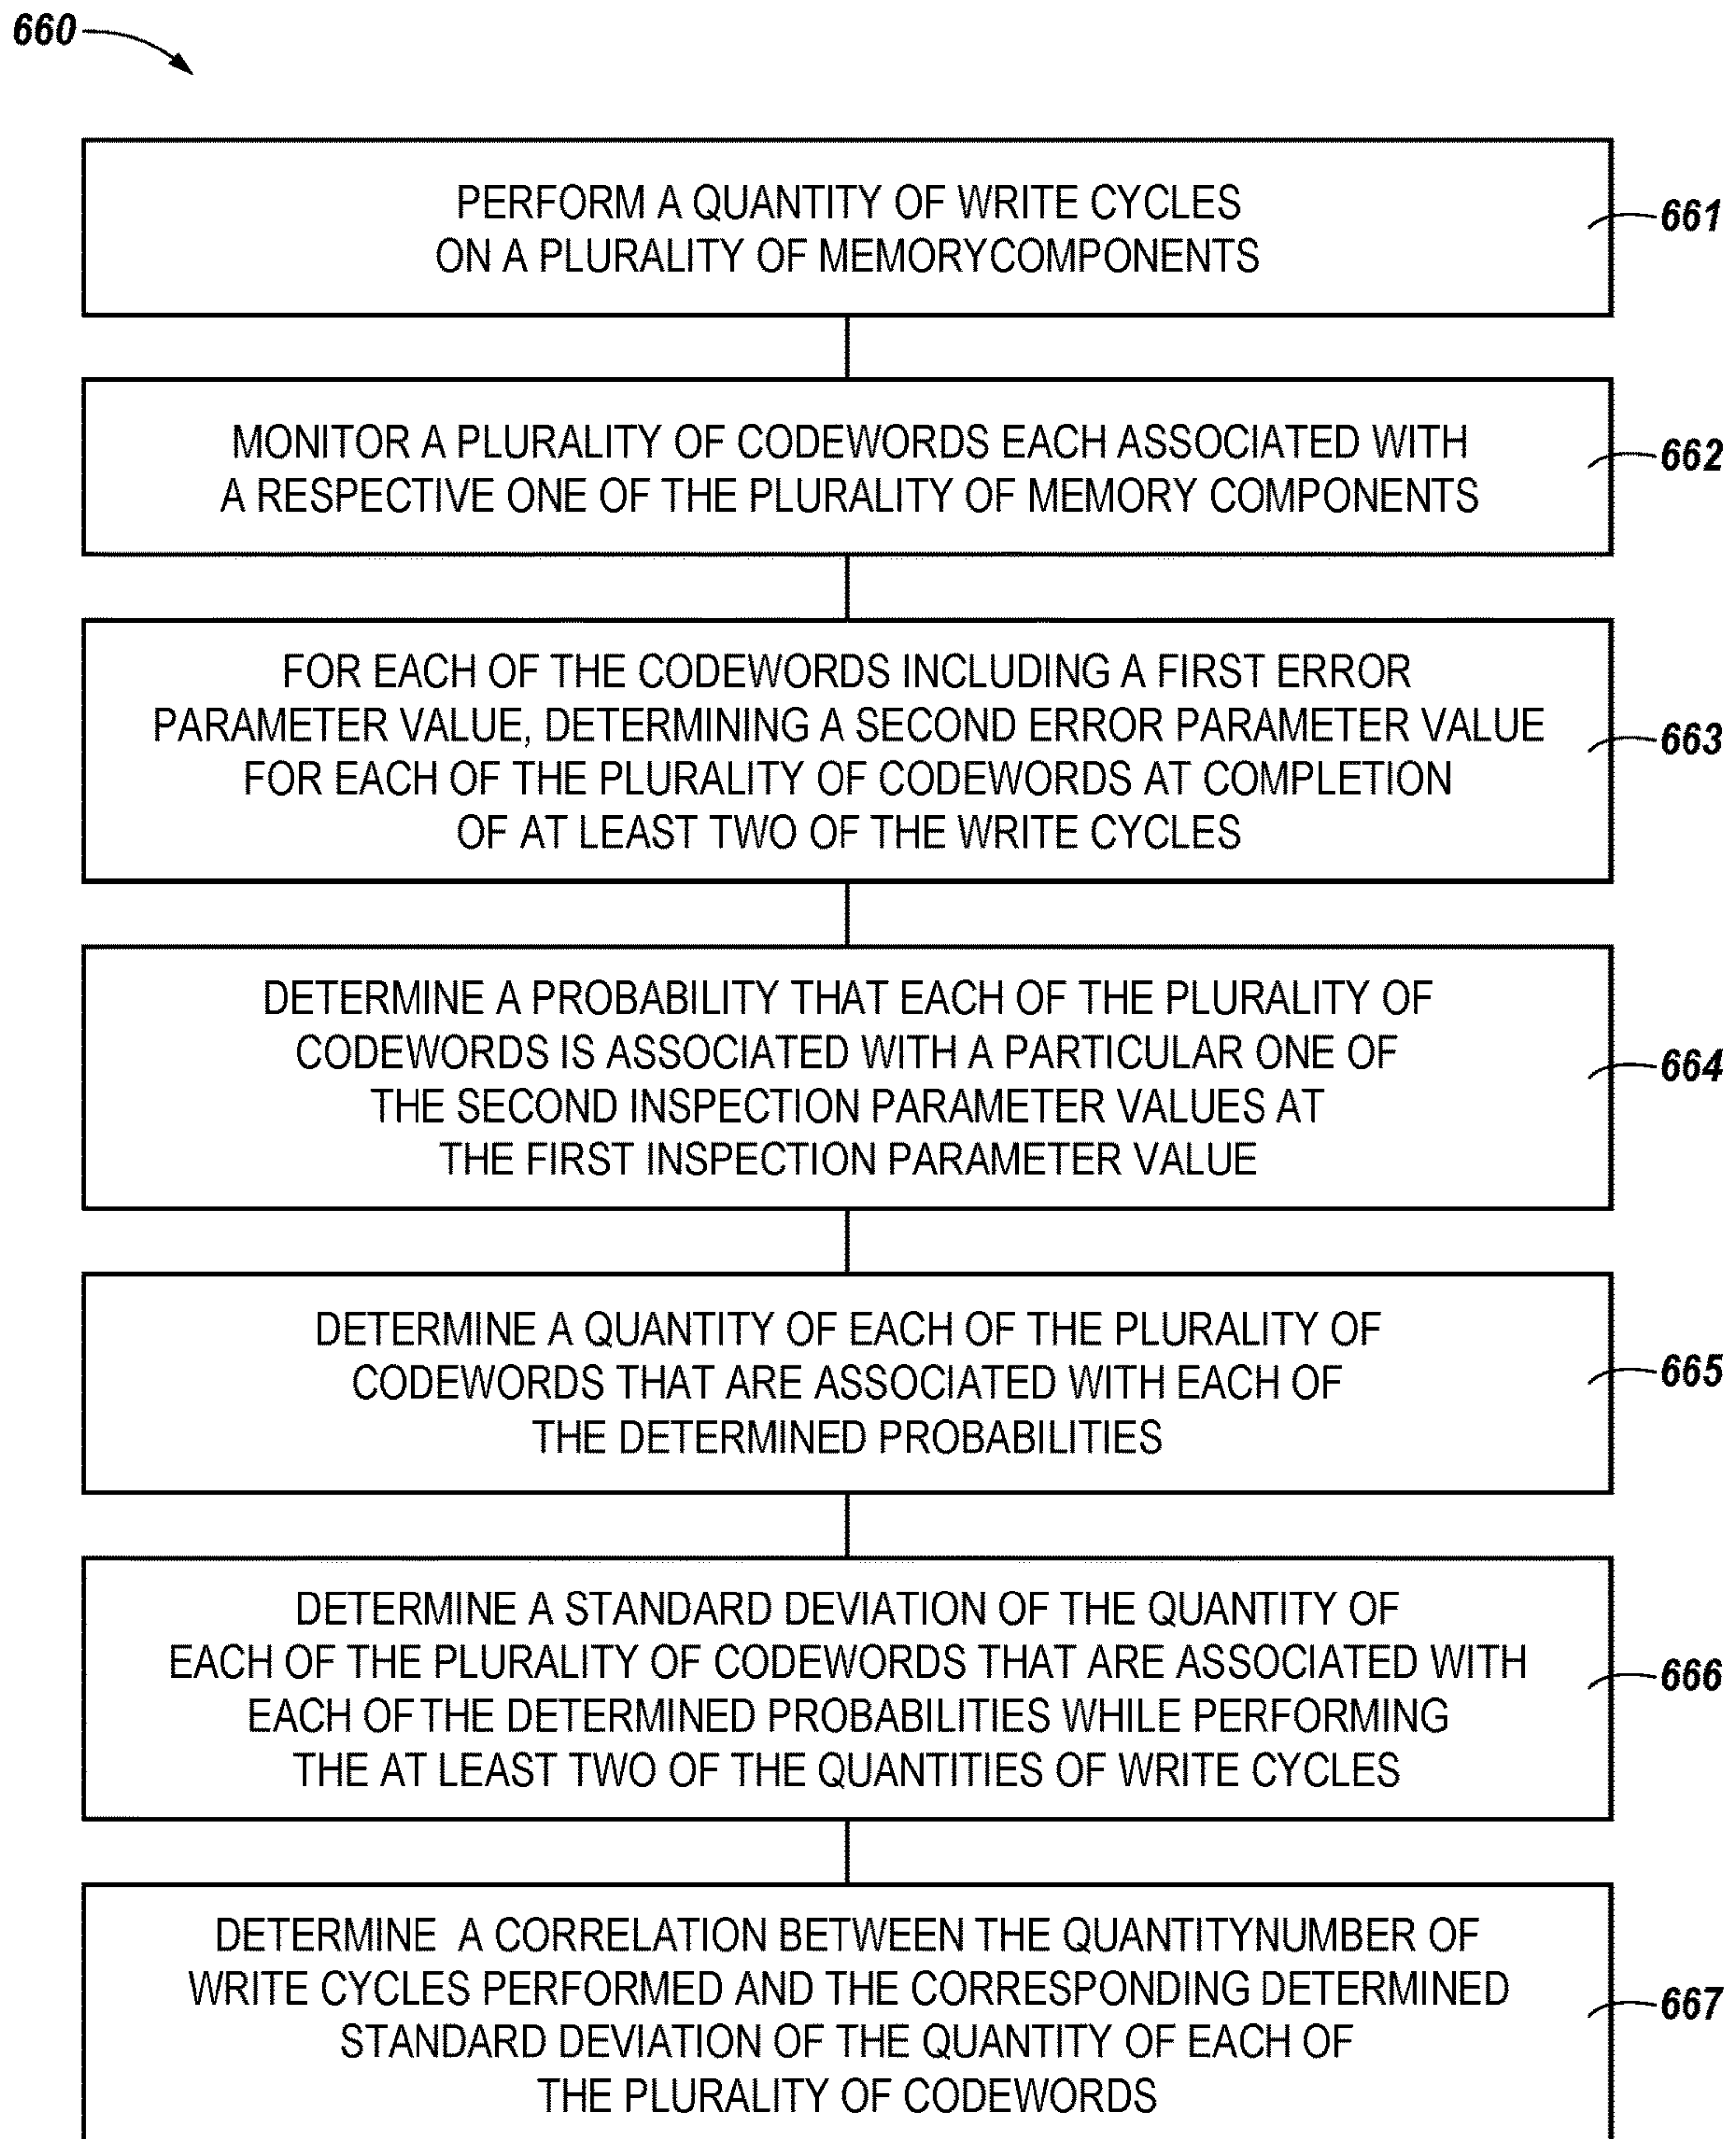 660
PERFORM A QUANTITY OF WRITE CYCLES
ON A PLURALITY OF MEMORYCOMPONENTS
661
MONITOR A PLURALITY OF CODEWORDS EACH ASSOCIATED WITH
A RESPECTIVE ONE OF THE PLURALITY OF MEMORY COMPONENTS
662
FOR EACH OF THE CODEWORDS INCLUDING A FIRST ERROR
PARAMETER VALUE, DETERMINING A SECOND ERROR PARAMETER VALUE
FOR EACH OF THE PLURALITY OF CODEWORDS AT COMPLETION
OF AT LEAST TWO OF THE WRITE CYCLES
663
DETERMINE A PROBABILITY THAT EACH OF THE PLURALITY OF
CODEWORDS IS ASSOCIATED WITH A PARTICULAR ONE OF
THE SECOND INSPECTION PARAMETER VALUES AT
THE FIRST INSPECTION PARAMETER VALUE
664
DETERMINE A QUANTITY OF EACH OF THE PLURALITY OF
CODEWORDS THAT ARE ASSOCIATED WITH EACH OF
THE DETERMINED PROBABILITIES
665
DETERMINE A STANDARD DEVIATION OF THE QUANTITY OF
EACH OF THE PLURALITY OF CODEWORDS THAT ARE ASSOCIATED WITH
EACH OF THE DETERMINED PROBABILITIES WHILE PERFORMING
THE AT LEAST TWO OF THE QUANTITIES OF WRITE CYCLES
666
DETERMINE A CORRELATION BETWEEN THE QUANTITYNUMBER OF
WRITE CYCLES PERFORMED AND THE CORRESPONDING DETERMINED
STANDARD DEVIATION OF THE QUANTITY OF EACH OF
THE PLURALITY OF CODEWORDS
667